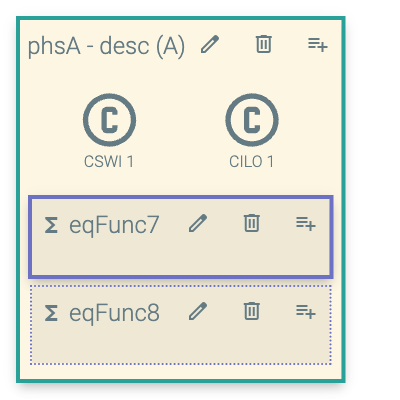 phsA - desc (A)
CSWI 1 CILO 1
Σ eqFunc7
Σ eqFunc8